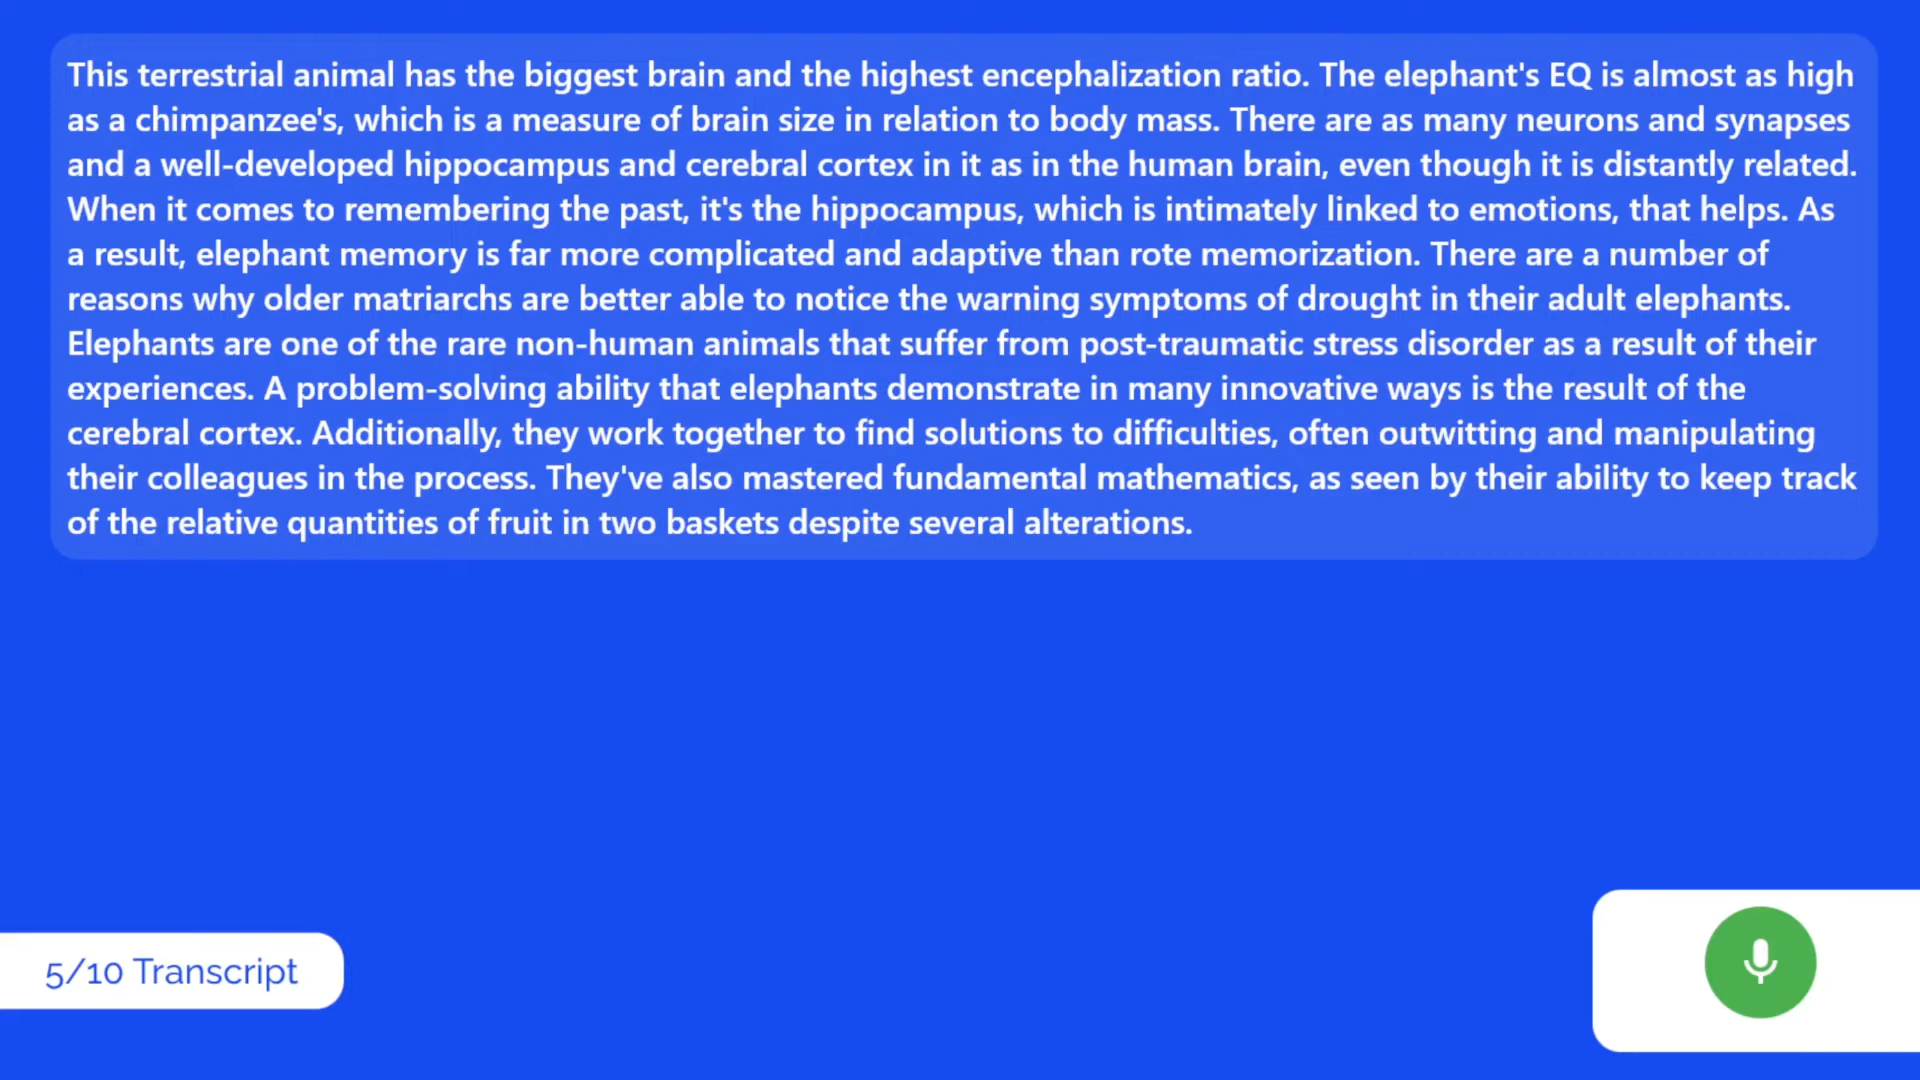 This terrestrial animal has the biggest brain and the highest encephalization ratio. The elephant's EQ is almost as high
as a chimpanzee's, which is a measure of brain size in relation to body mass. There are as many neurons and synapses
and a well-developed hippocampus and cerebral cortex in it as in the human brain, even though it is distantly related.
When it comes to remembering the past, it's the hippocampus, which is intimately linked to emotions, that helps. As
a result, elephant memory is far more complicated and adaptive than rote memorization. There are a number of
reasons why older matriarchs are better able to notice the warning symptoms of drought in their adult elephants.
Elephants are one of the rare non-human animals that suffer from post-traumatic stress disorder as a result of their
experiences. A problem-solving ability that elephants demonstrate in many innovative ways is the result of the
cerebral cortex. Additionally, they work together to find solutions to difficulties, often outwitting and manipulating
their colleagues in the process. They've also mastered fundamental mathematics, as seen by their ability to keep track
of the relative quantities of fruit in two baskets despite several alterations.
5/10 Transcript